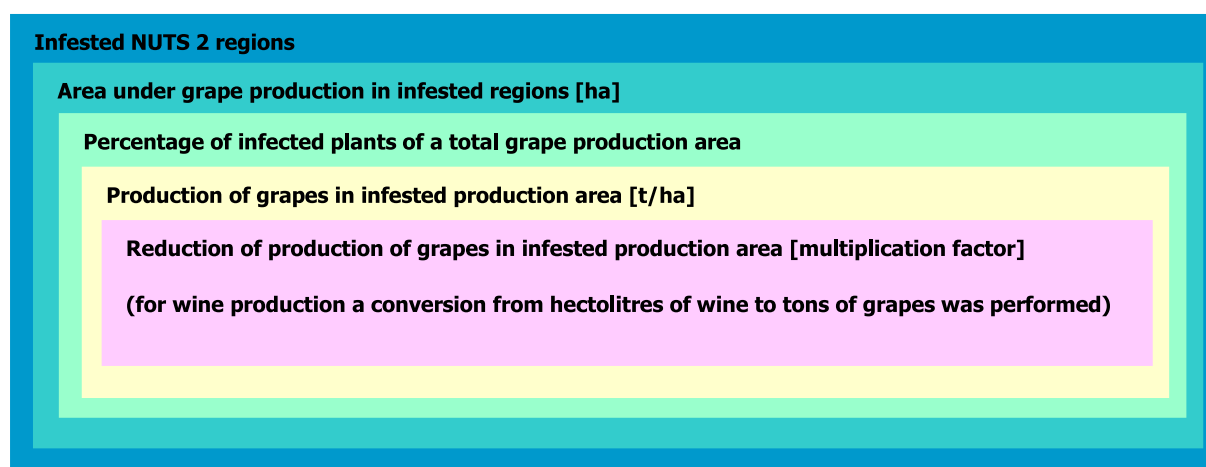 Infested NUTS 2 regions
Area under grape production in infested regions [ha]
Percentage of infected plants of a total grape production area
Production of grapes in infested production area [t/ha]
Reduction of production of grapes in infested production area [multiplication factor]
(for wine production a conversion from hectolitres of wine to tons of grapes was performed)